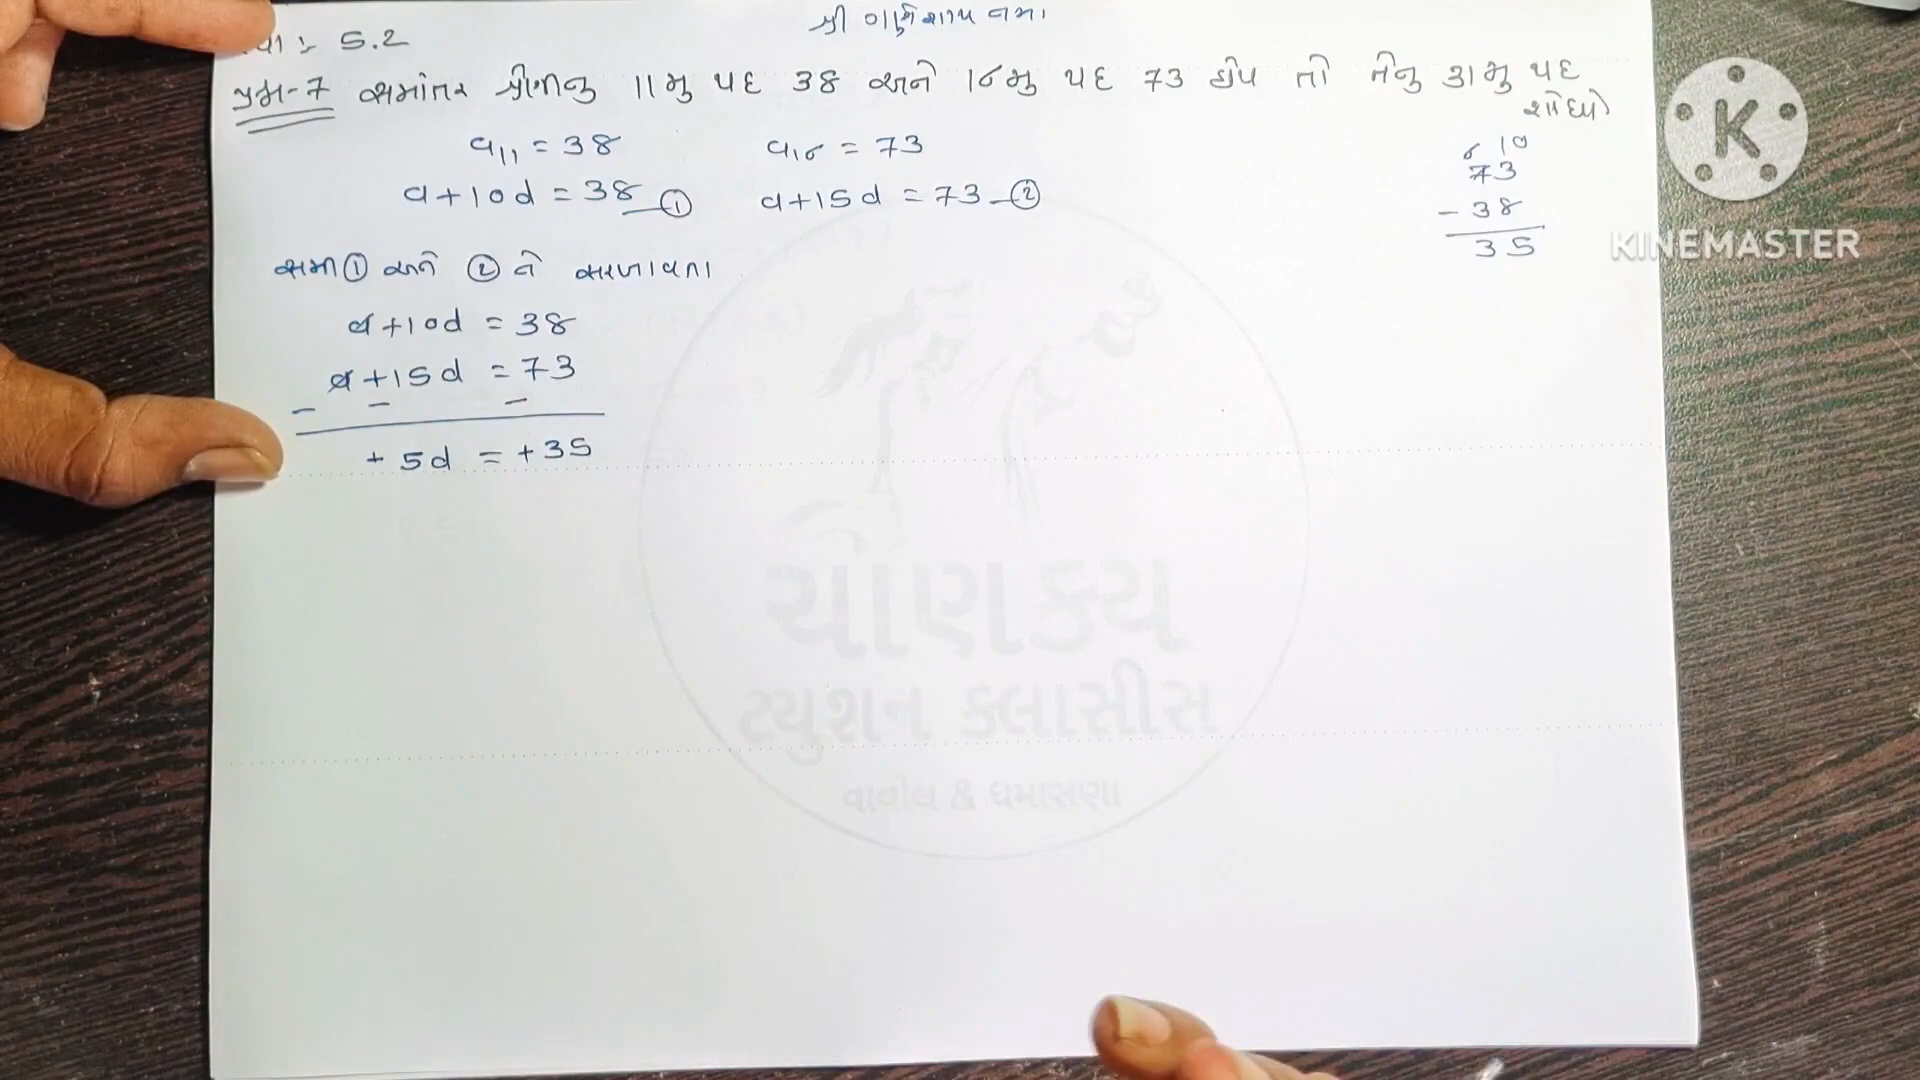 શ્રી ગણેશાય નમઃ
સ્વા :- 5.2
પ્રશ્ન-7 સમાંતર શ્રેણીનુ 11મુ પદ 38 અને 16મુ પદ 73 હોય તો તેનુ 31મુ પદ
શોધો
a11 = 38 a16 = 73
a+10d = 38 ① a+15d = 73 ②
સમી ① અને ② ને સરખાવતા
a+10d = 38
a+15d = 73
- - -
+ 5d = +35
6 10
73
- 38
35
KINEMASTER
ચાણક્ય
ટ્યુશન ક્લાસીસ
વાવોલ & ધમાસણા